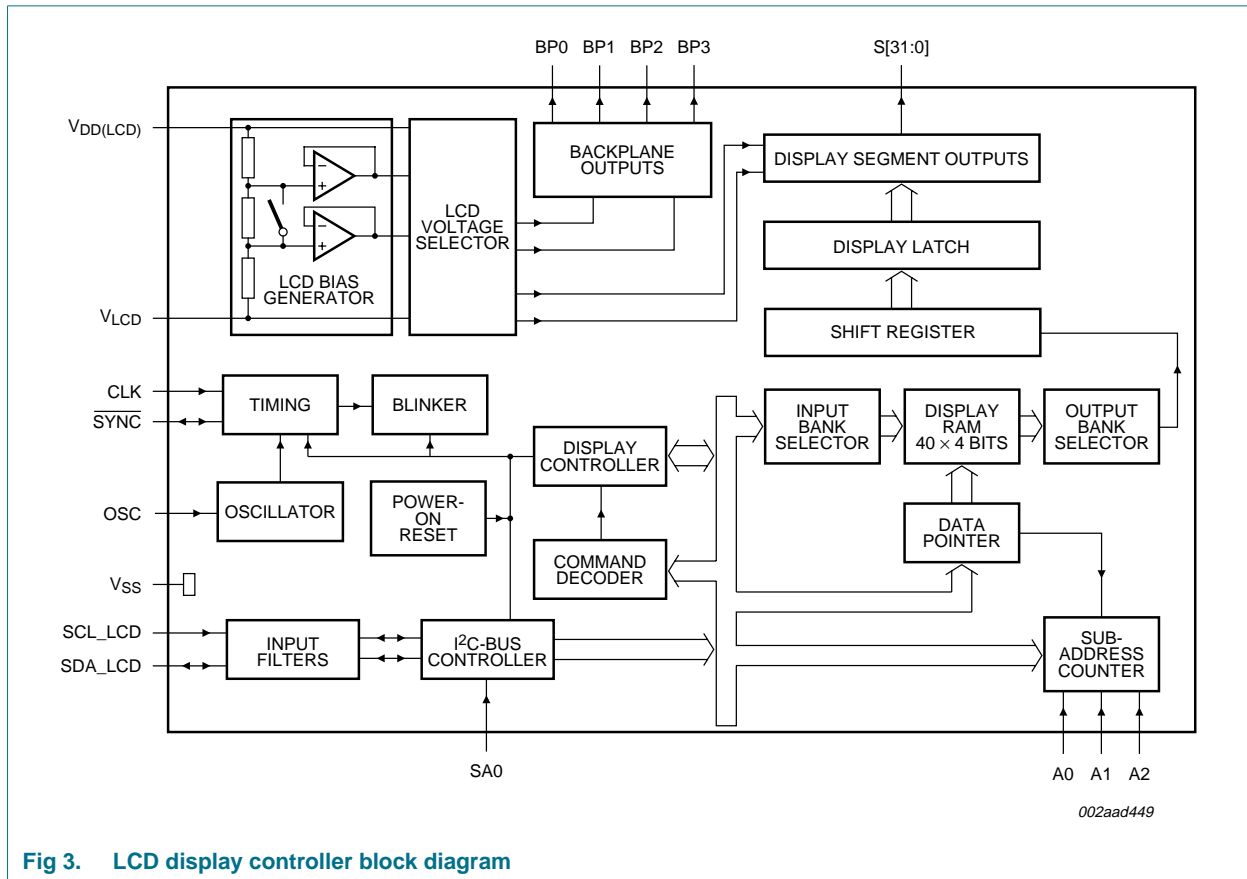 BP0 BP1 BP2 BP3 S[31:0]
VDD(LCD)
BACKPLANE
OUTPUTS
DISPLAY SEGMENT OUTPUTS
LCD
VOLTAGE
SELECTOR
DISPLAY LATCH
LCD BIAS
GENERATOR
VLCD
SHIFT REGISTER
CLK
SYNC
TIMING
BLINKER
DISPLAY
CONTROLLER
INPUT
BANK
SELECTOR
DISPLAY
RAM
40 × 4 BITS
OUTPUT
BANK
SELECTOR
OSC
OSCILLATOR
POWER-
ON
RESET
DATA
POINTER
COMMAND
DECODER
VSS
SCL_LCD
SDA_LCD
INPUT
FILTERS
I2C-BUS
CONTROLLER
SUB-
ADDRESS
COUNTER
SA0
A0 A1 A2
002aad449
Fig 3. LCD display controller block diagram